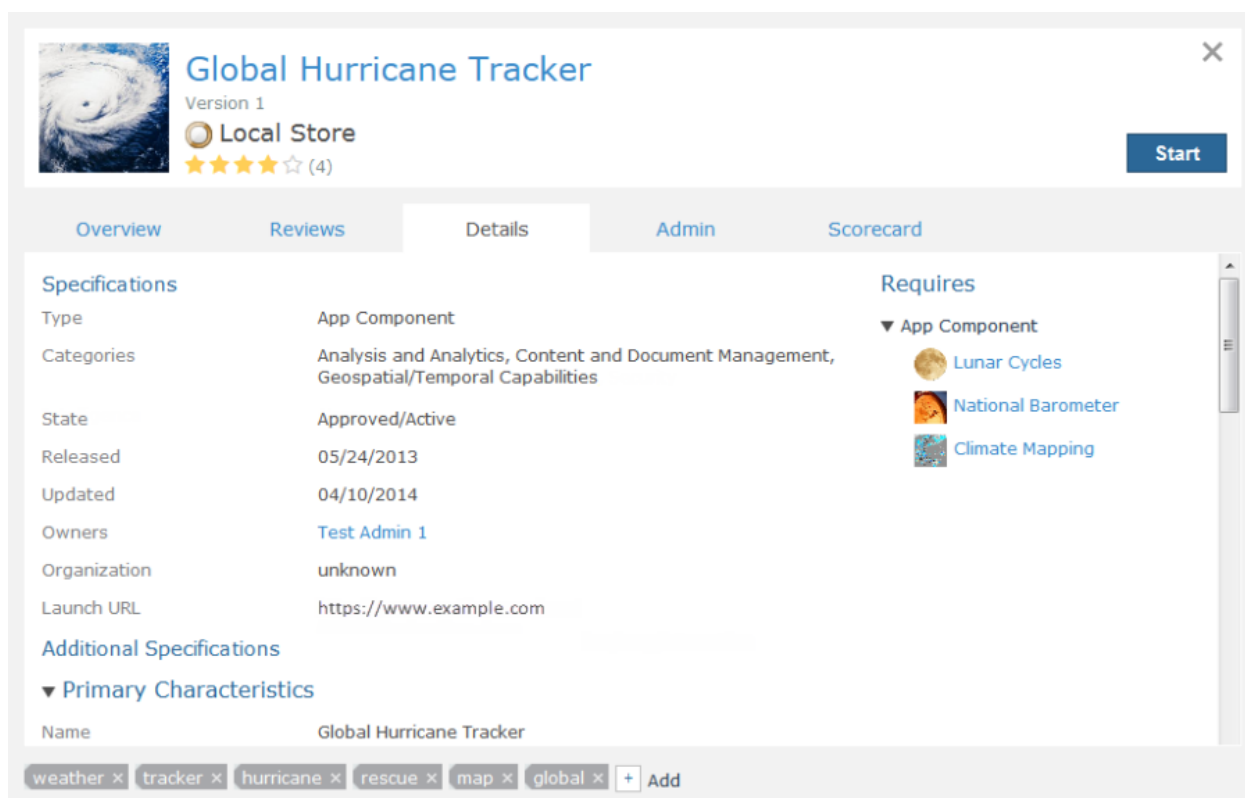 Global Hurricane Tracker
Version 1
Local Store
(4)
Start
Overview
Reviews
Details
Admin
Scorecard
Specifications
Type
App Component
Categories
Analysis and Analytics, Content and Document Management,
Geospatial/Temporal Capabilities
State
Approved/Active
Released
05/24/2013
Updated
04/10/2014
Owners
Test Admin 1
Organization
unknown
Launch URL
https://www.example.com
Additional Specifications
Primary Characteristics
Name
Global Hurricane Tracker
Requires
App Component
Lunar Cycles
National Barometer
Climate Mapping
weather × tracker × hurricane × rescue × map × global × + Add